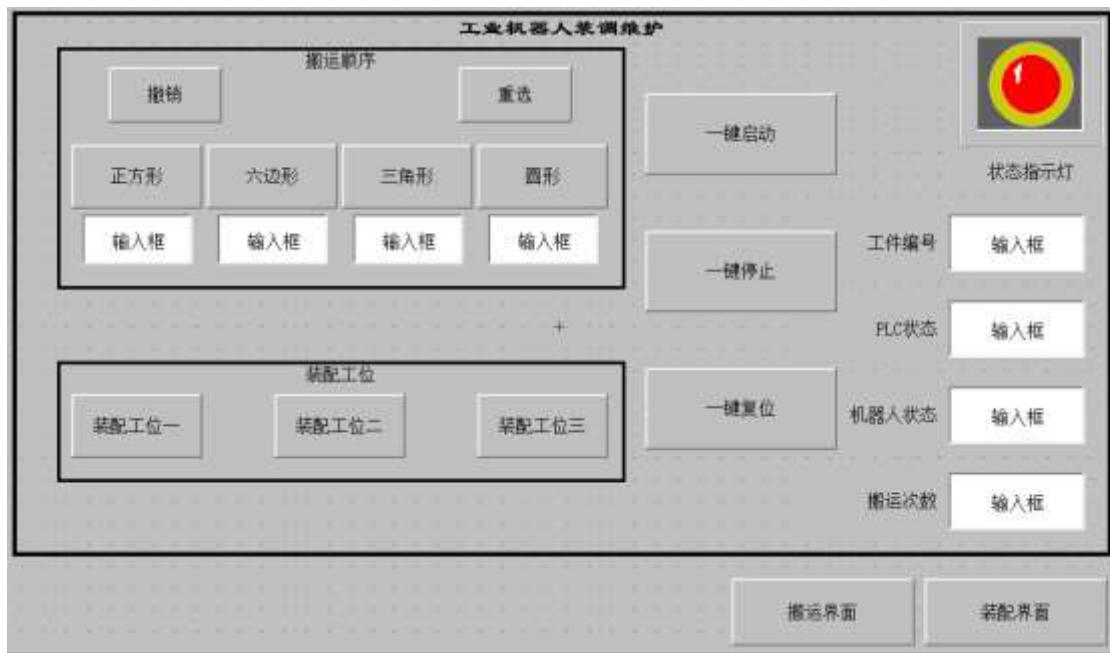 工业机器人装调维护
搬运顺序
撤销
重选
正方形
六边形
三角形
圆形
输入框
输入框
输入框
输入框
装配工位
装配工位一
装配工位二
装配工位三
一键启动
一键停止
一键复位
状态指示灯
工件编号
输入框
PLC状态
输入框
机器人状态
输入框
搬运次数
输入框
搬运界面
装配界面